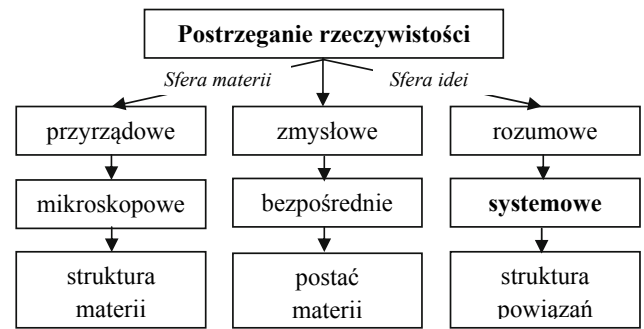 Postrzeganie rzeczywistości
Sfera materii Sfera idei
przyrządowe zmysłowe rozumowe
mikroskopowe bezpośrednie systemowe
struktura postać struktura
materii materii powiązań